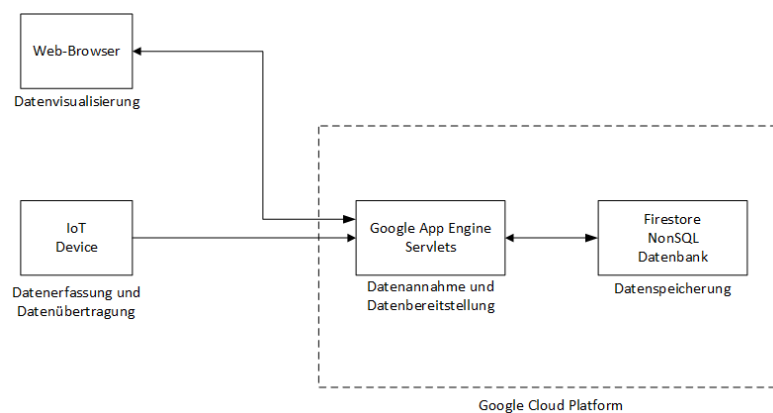 Web-Browser
Datenvisualisierung
IoT
Device
Datenerfassung und
Datenübertragung
Google App Engine
Servlets
Datenannahme und
Datenbereitstellung
Firestore
NonSQL
Datenbank
Datenspeicherung
Google Cloud Platform